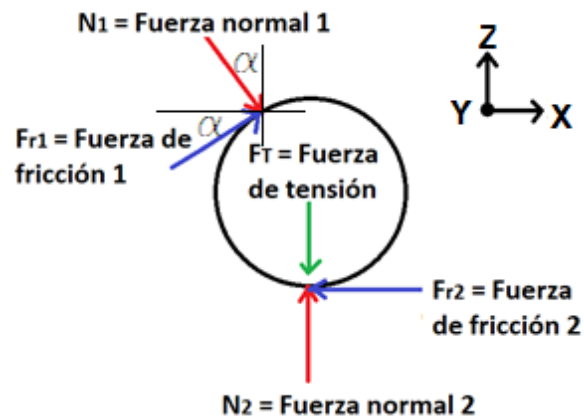 N1 = Fuerza normal 1
α
Z
α
Y
X
Fr1 = Fuerza de
fricción 1
FT = Fuerza
de tensión
Fr2 = Fuerza
de fricción 2
N2 = Fuerza normal 2